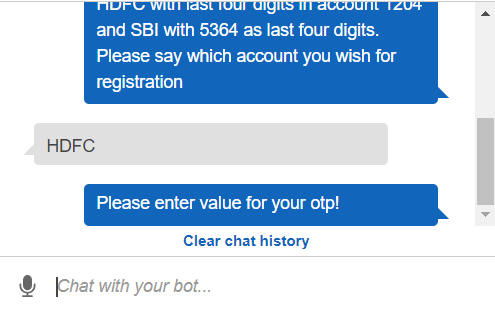 HDFC with last four digits in account 1204
and SBI with 5364 as last four digits.
Please say which account you wish for
registration
HDFC
Please enter value for your otp!
Clear chat history
Chat with your bot...